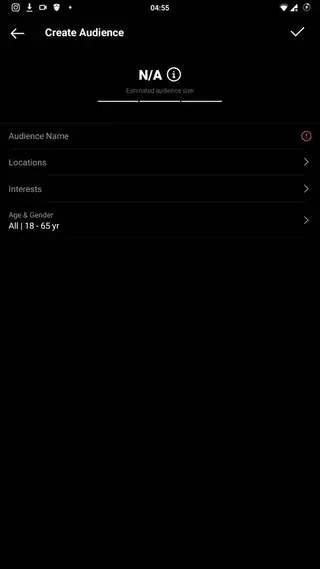 04:55
Create Audience
N/A
Estimated audience size
Audience Name
Locations
Interests
Age & Gender
All | 18 - 65 yr